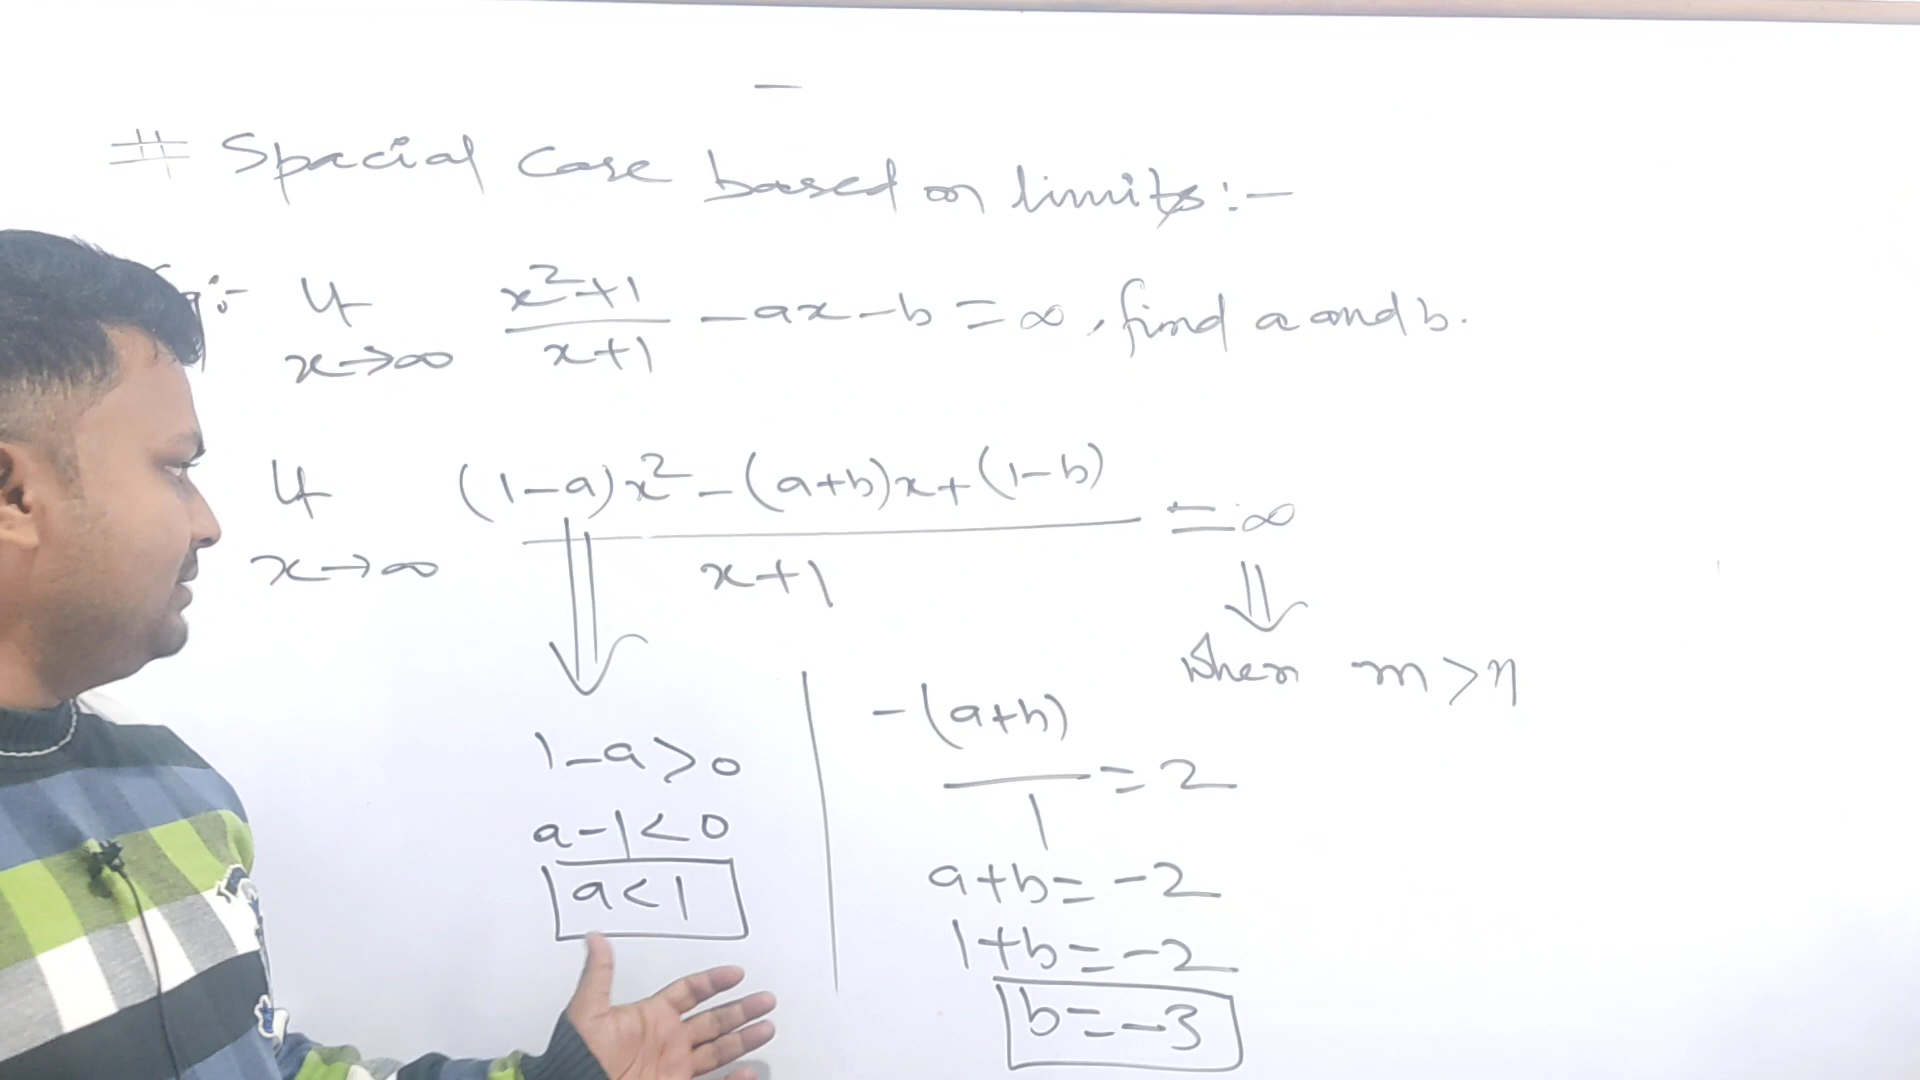 # Spacial Case based on limits:-
g:- Lt x→∞ (x²+1)/(x+1) - ax - b = ∞, find a and b.
Lt x→∞ ((1-a)x² - (a+b)x + (1-b))/(x+1) = ∞
when m > n
1-a > 0
a-1 < 0
a < 1
-(a+b)/1 = 2
a+b = -2
1+b = -2
b = -3